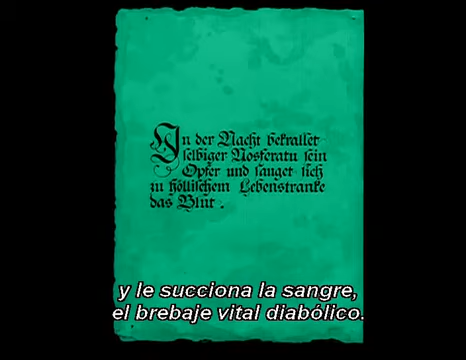 In der Nacht bekrallet
selbiger Nosferatu sein
Opfer und sauget sich
zu höllischem Lebenstranke
das Blut.
y le succiona la sangre,
el brebaje vital diabólico.